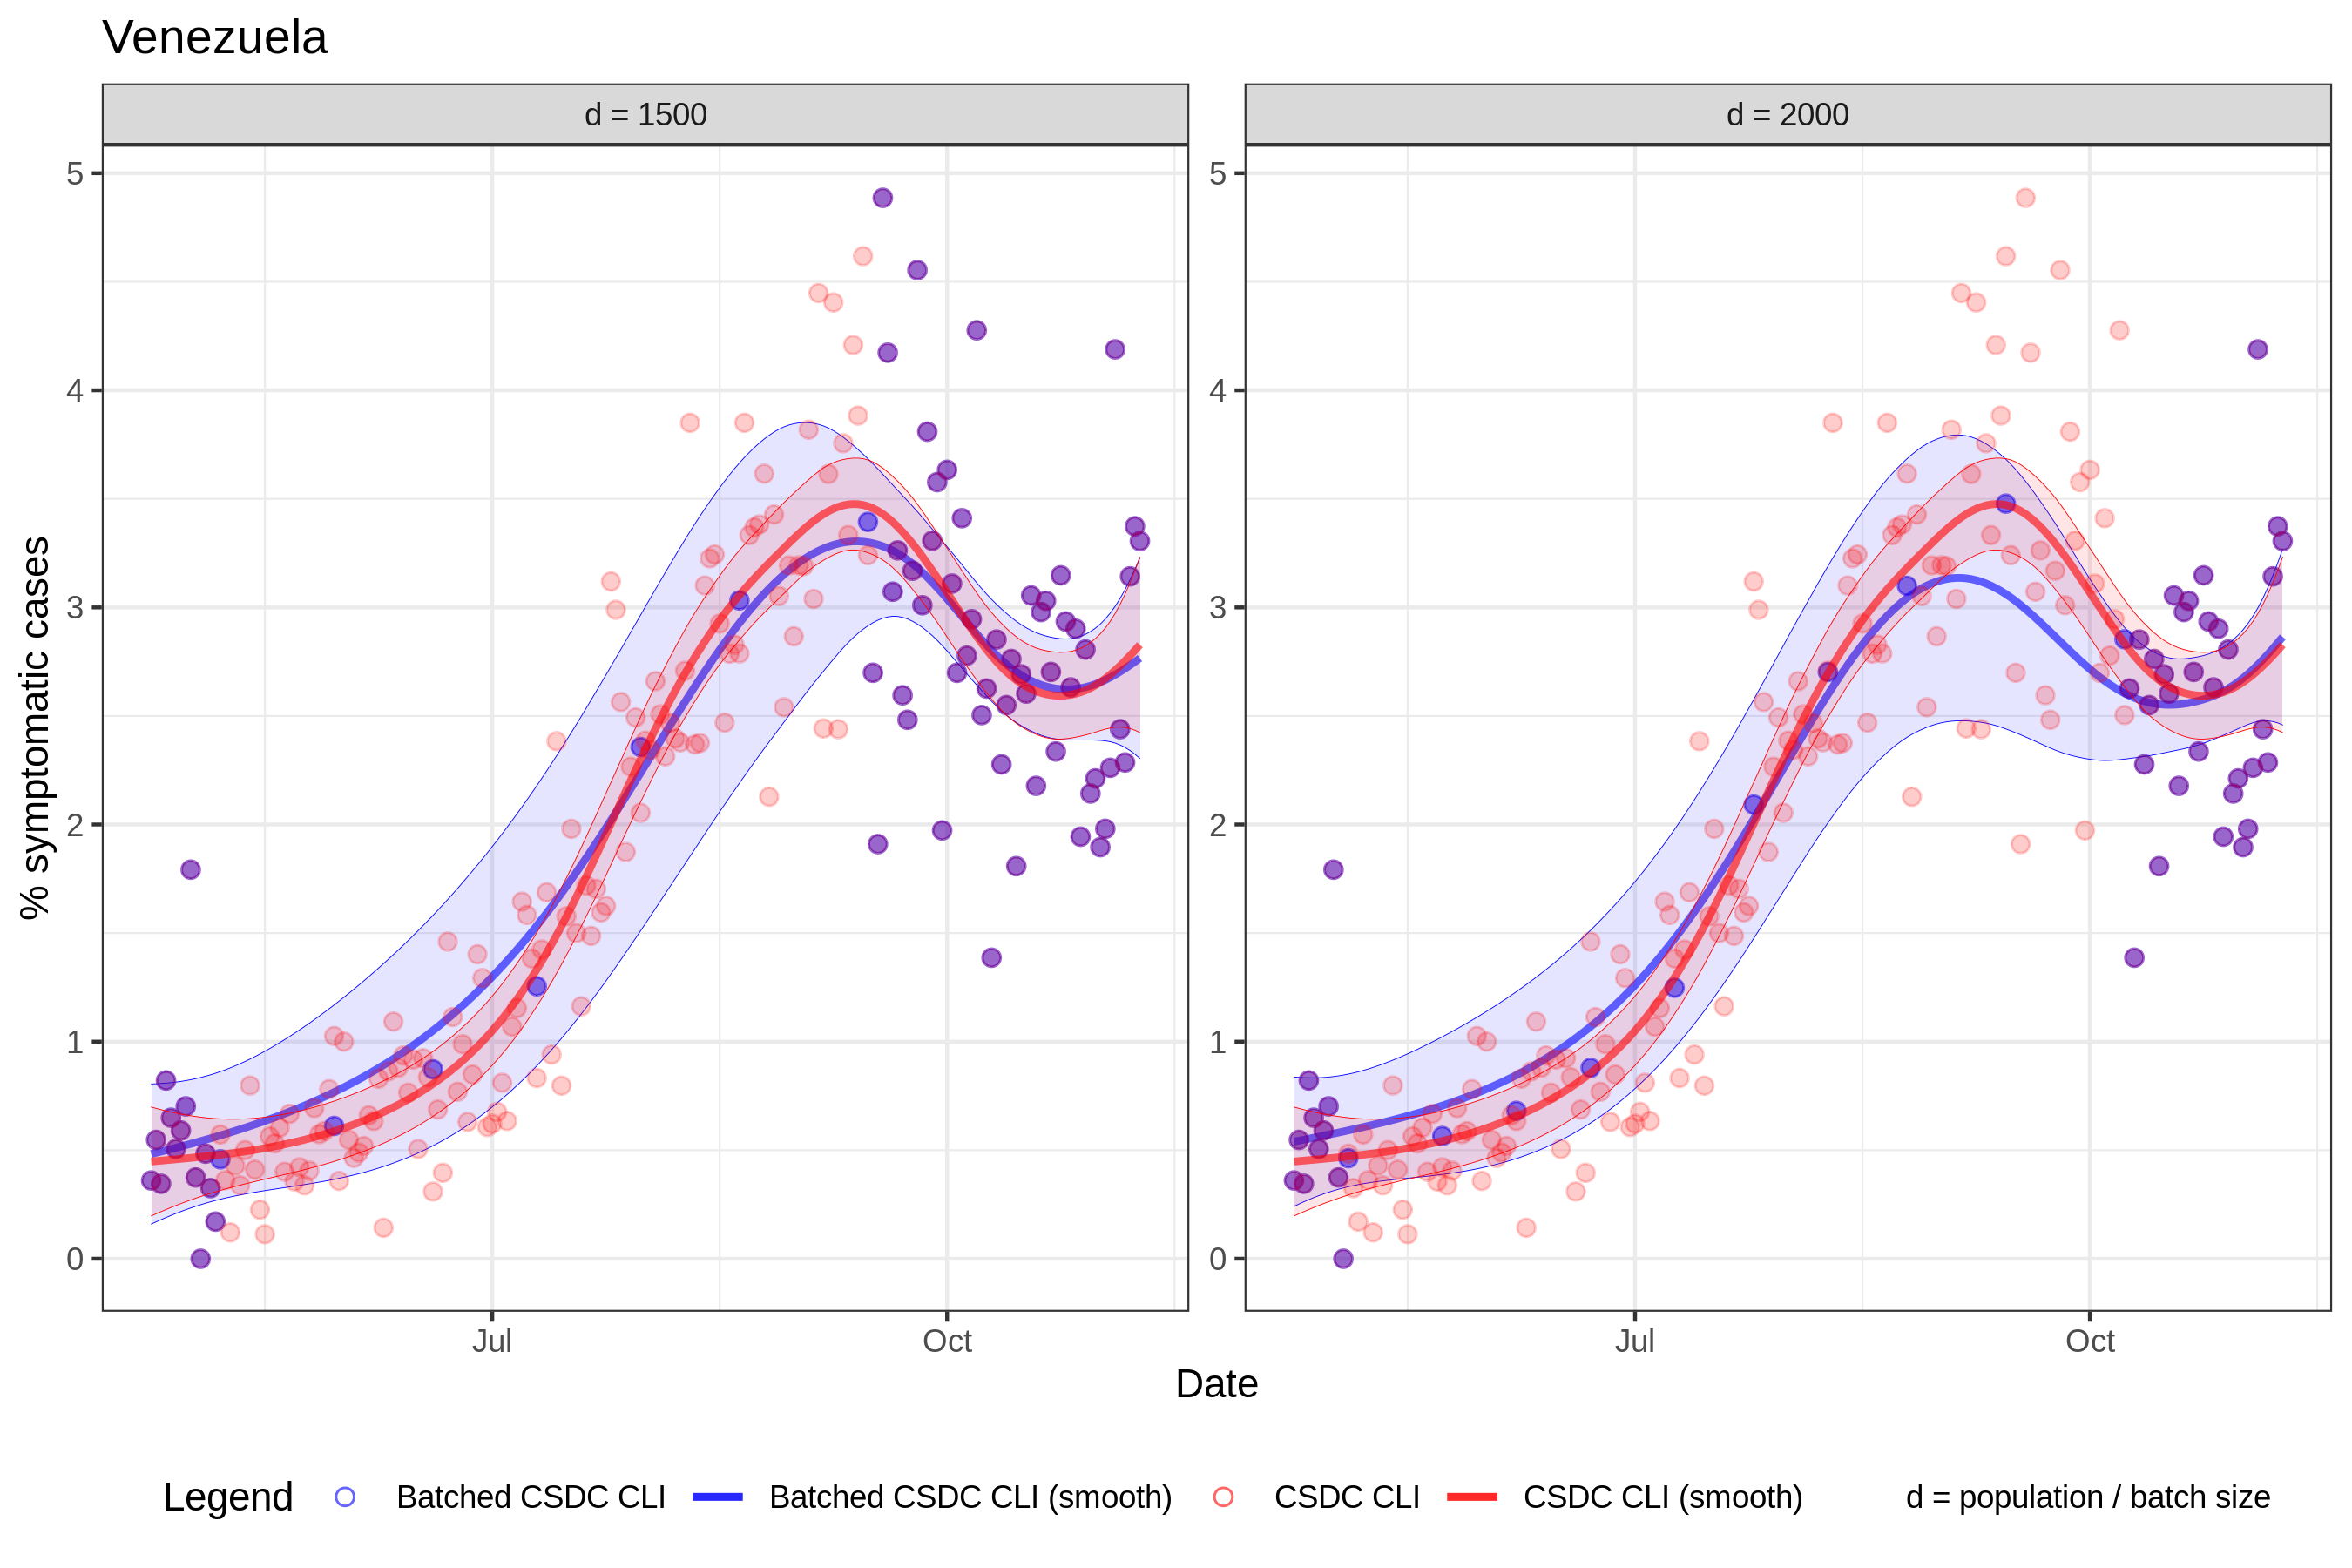 Venezuela
d = 1500
d = 2000
% symptomatic cases
5
4
3
2
1
0
5
4
3
2
1
0
Jul
Oct
Jul
Oct
Date
Legend
Batched CSDC CLI
Batched CSDC CLI (smooth)
CSDC CLI
CSDC CLI (smooth)
d = population / batch size